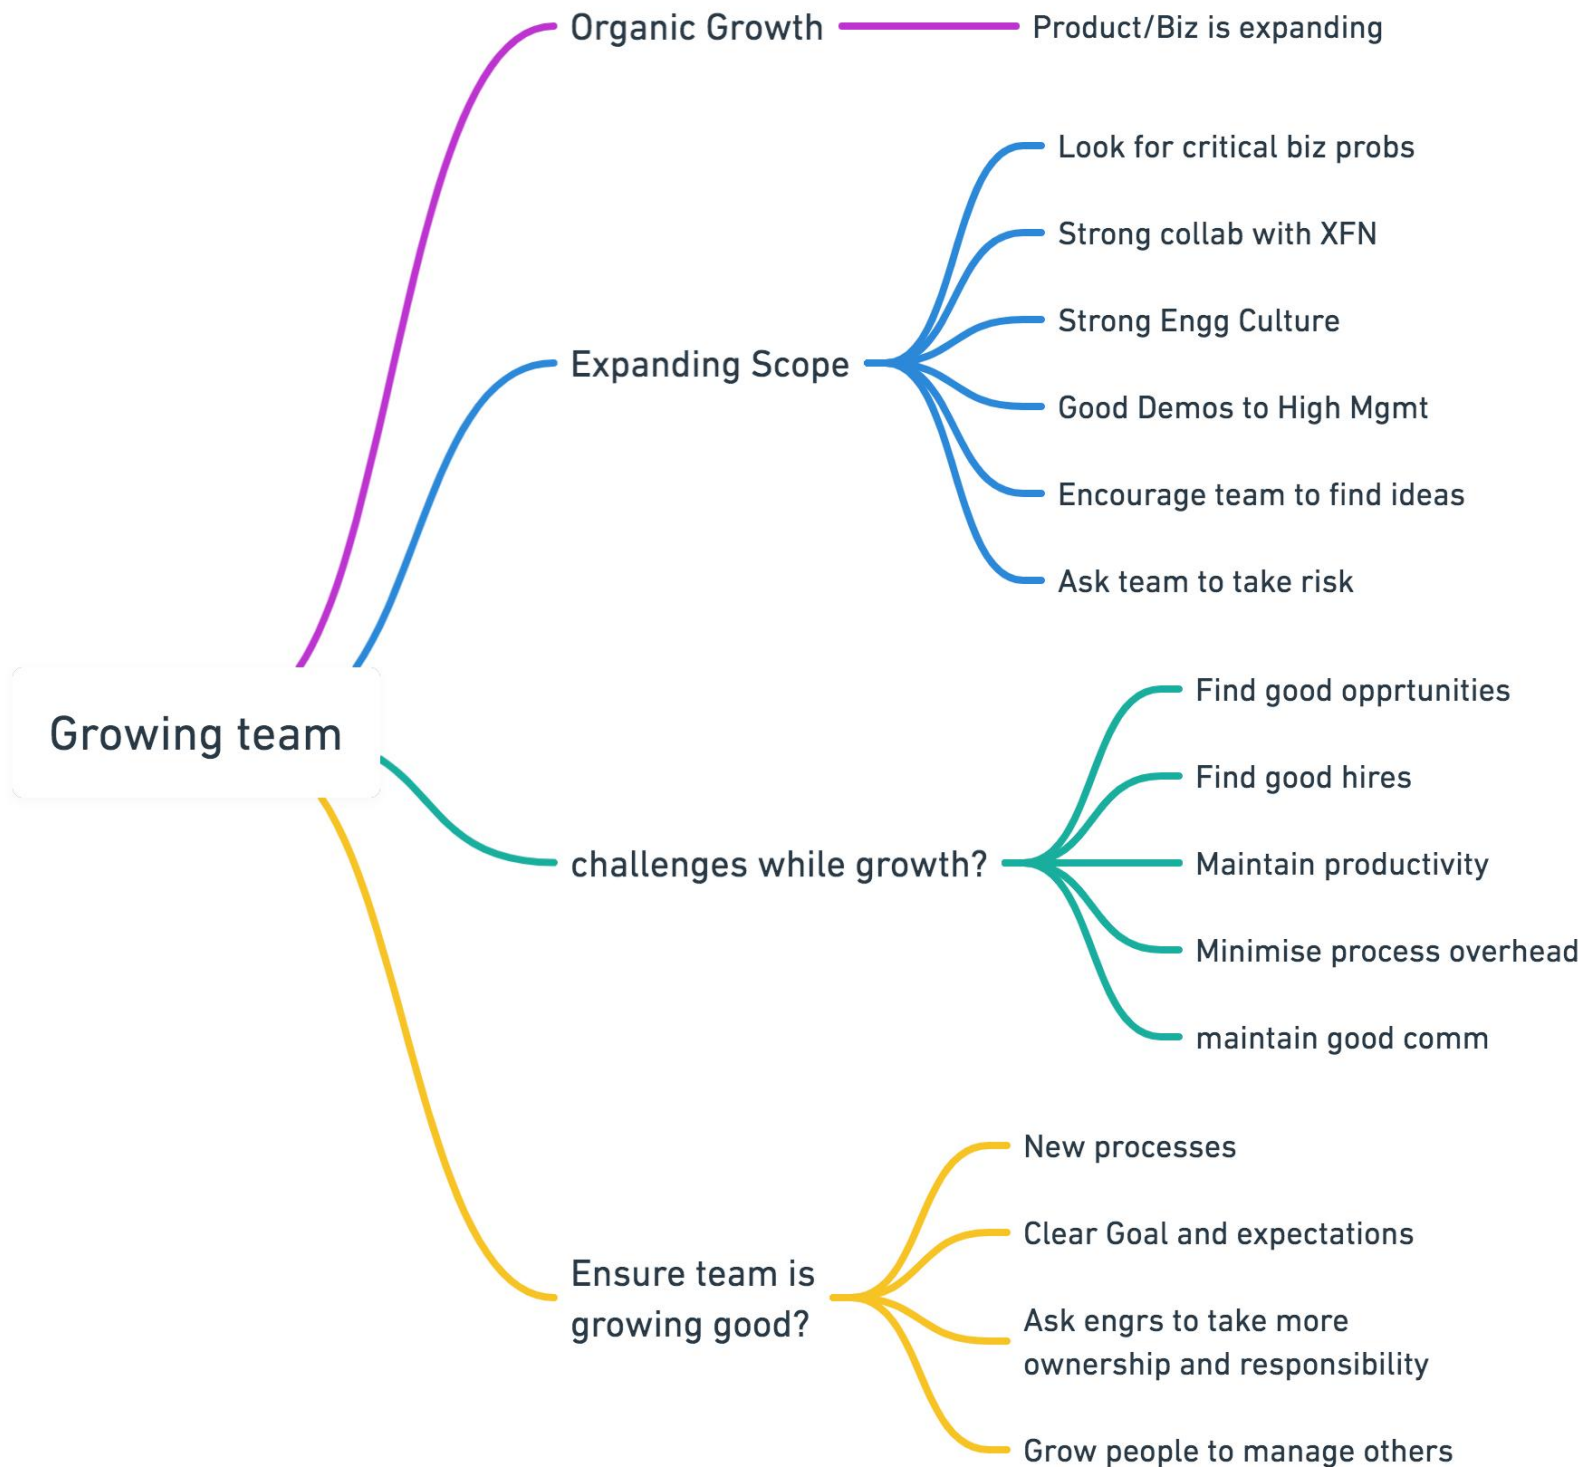 Growing team
Organic Growth
Product/Biz is expanding
Expanding Scope
Look for critical biz probs
Strong collab with XFN
Strong Engg Culture
Good Demos to High Mgmt
Encourage team to find ideas
Ask team to take risk
challenges while growth?
Find good opprtunities
Find good hires
Maintain productivity
Minimise process overhead
maintain good comm
Ensure team is
growing good?
New processes
Clear Goal and expectations
Ask engrs to take more
ownership and responsibility
Grow people to manage others